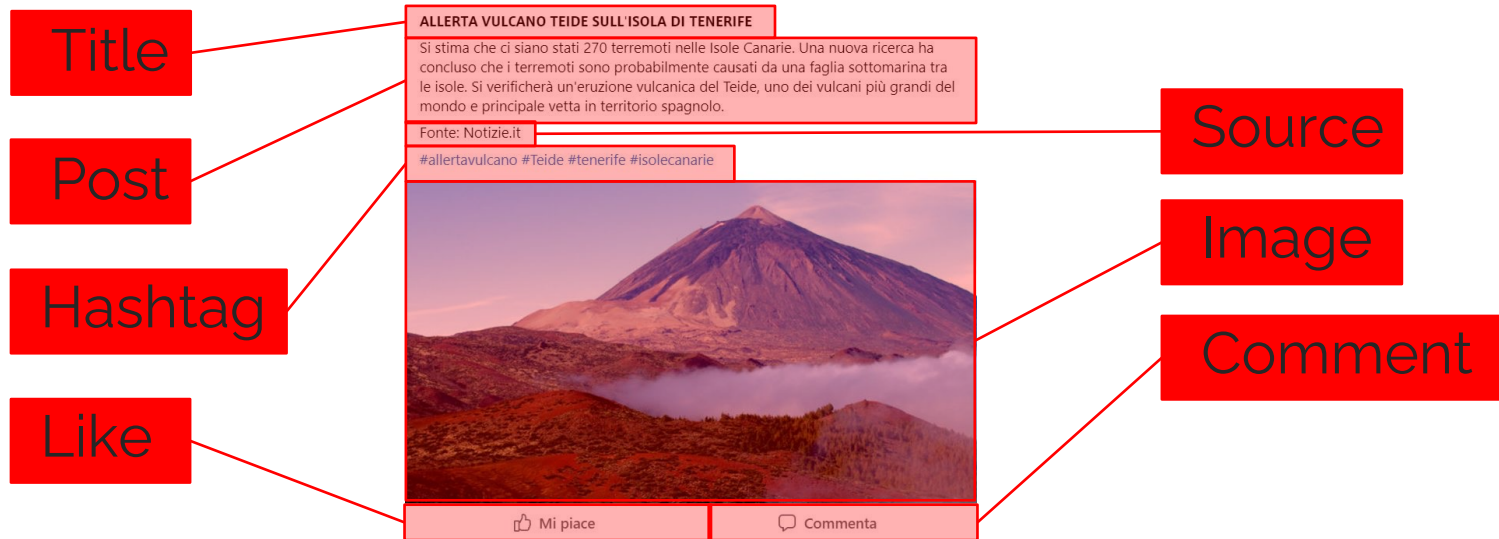 Title
Post
Hashtag
Like
ALLERTA VULCANO TEIDE SULL'ISOLA DI TENERIFE
Si stima che ci siano stati 270 terremoti nelle Isole Canarie. Una nuova ricerca ha
concluso che i terremoti sono probabilmente causati da una faglia sottomarina tra
le isole. Si verificherà un'eruzione vulcanica del Teide, uno dei vulcani più grandi del
mondo e principale vetta in territorio spagnolo.
Fonte: Notizie.it
#allertavulcano #Teide #tenerife #isolecanarie
Mi piace
Commenta
Source
Image
Comment